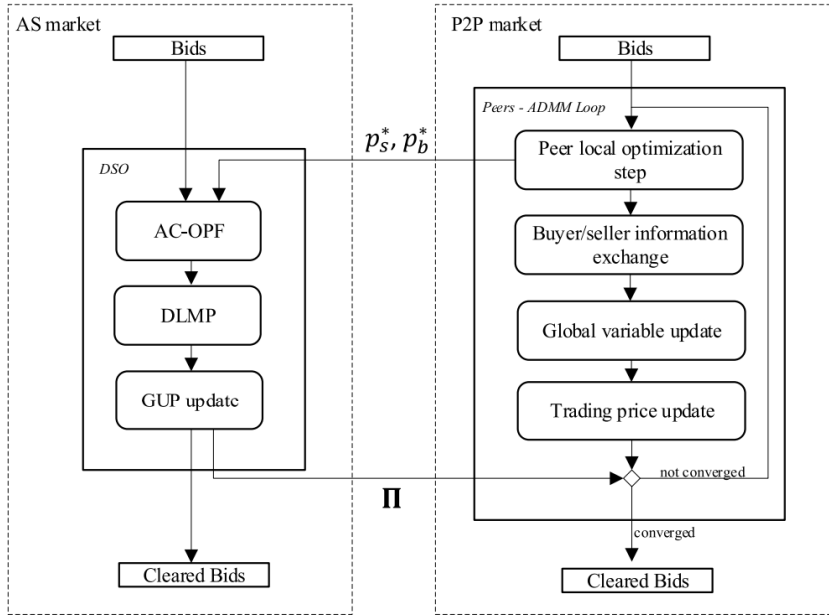 AS market
Bids
DSO
AC-OPF
DLMP
GUP update
Cleared Bids
p*s, p*b
Π
P2P market
Bids
Peers - ADMM Loop
Peer local optimization
step
Buyer/seller information
exchange
Global variable update
Trading price update
not converged
converged
Cleared Bids